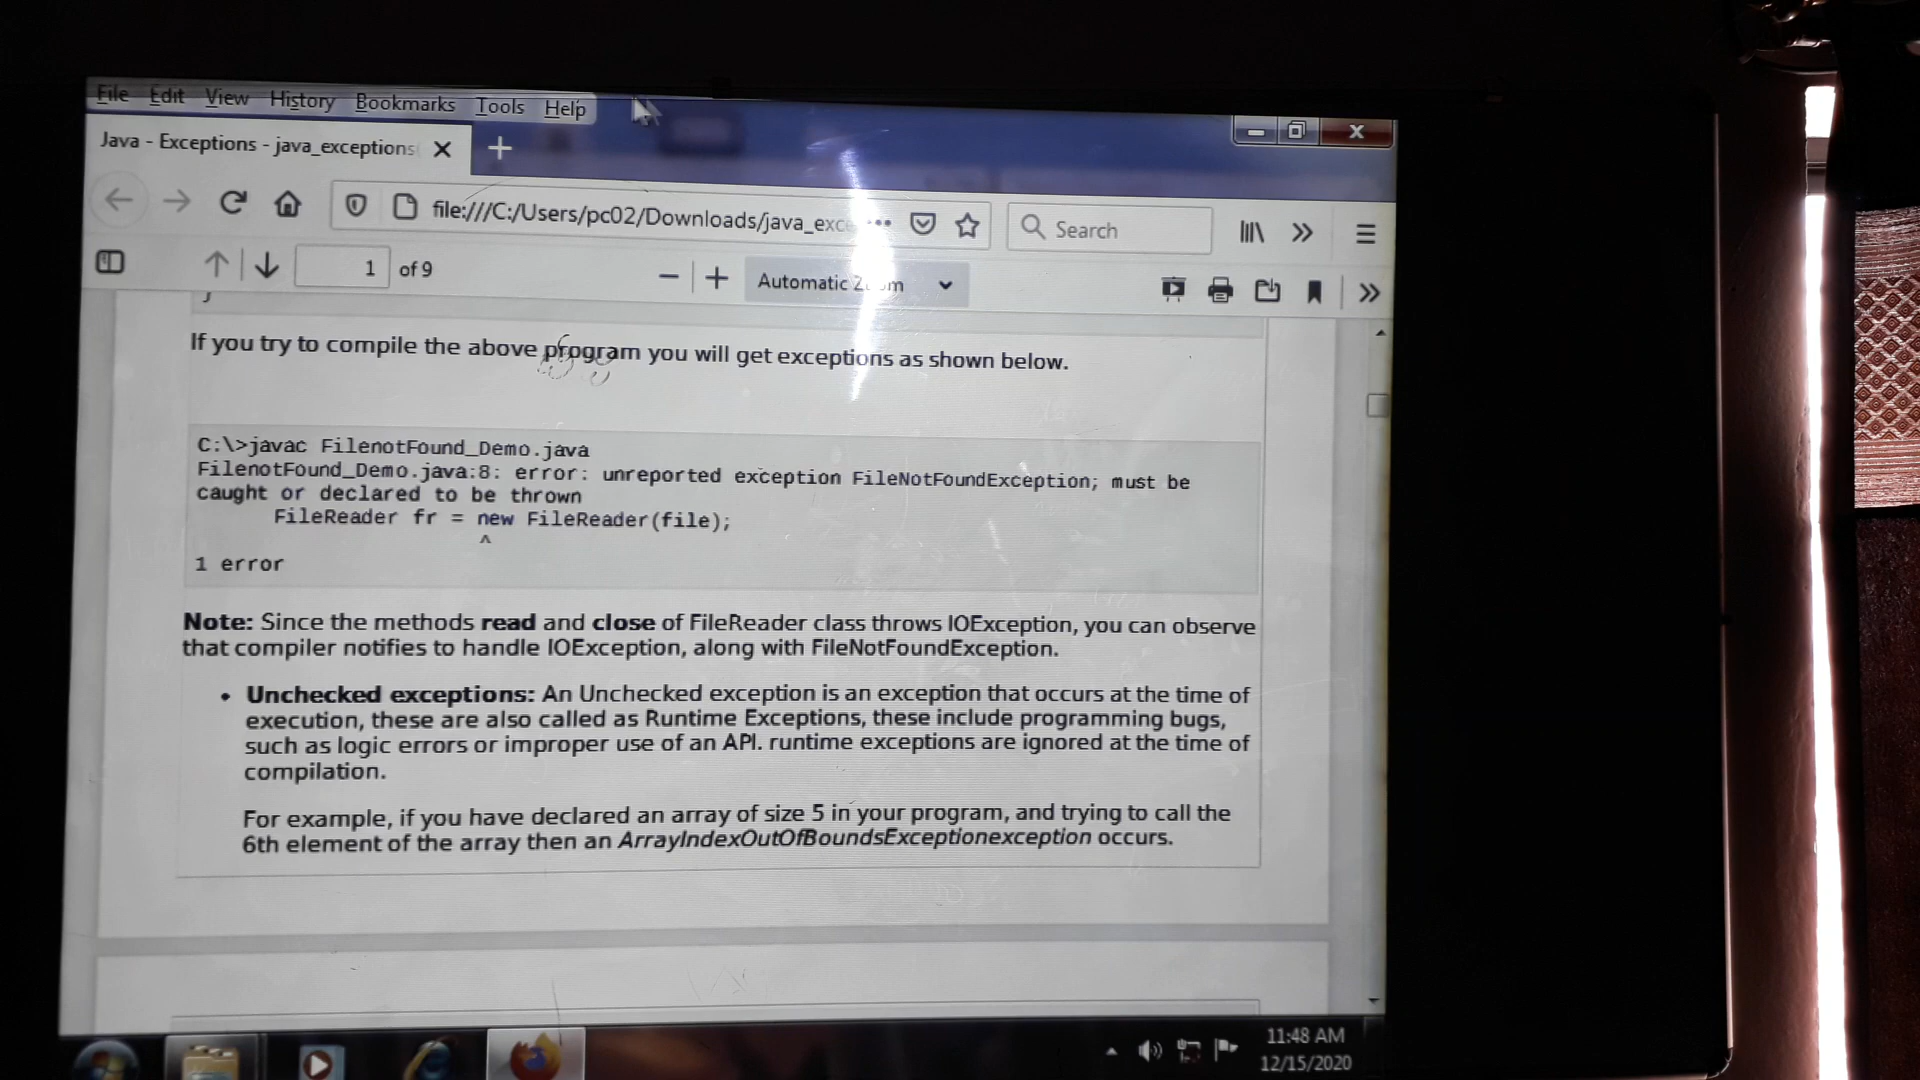 File Edit View History Bookmarks Tools Help
Java - Exceptions - java_exceptions
file:///C:/Users/pc02/Downloads/java_exce
Search
1 of 9
Automatic Zoom
}
If you try to compile the above program you will get exceptions as shown below.
C:\>javac FilenotFound_Demo.java
FilenotFound_Demo.java:8: error: unreported exception FileNotFoundException; must be
caught or declared to be thrown
FileReader fr = new FileReader(file);
^
1 error
Note: Since the methods read and close of FileReader class throws IOException, you can observe
that compiler notifies to handle IOException, along with FileNotFoundException.
• Unchecked exceptions: An Unchecked exception is an exception that occurs at the time of
execution, these are also called as Runtime Exceptions, these include programming bugs,
such as logic errors or improper use of an API. runtime exceptions are ignored at the time of
compilation.
For example, if you have declared an array of size 5 in your program, and trying to call the
6th element of the array then an ArrayIndexOutOfBoundsExceptionexception occurs.
11:48 AM
12/15/2020